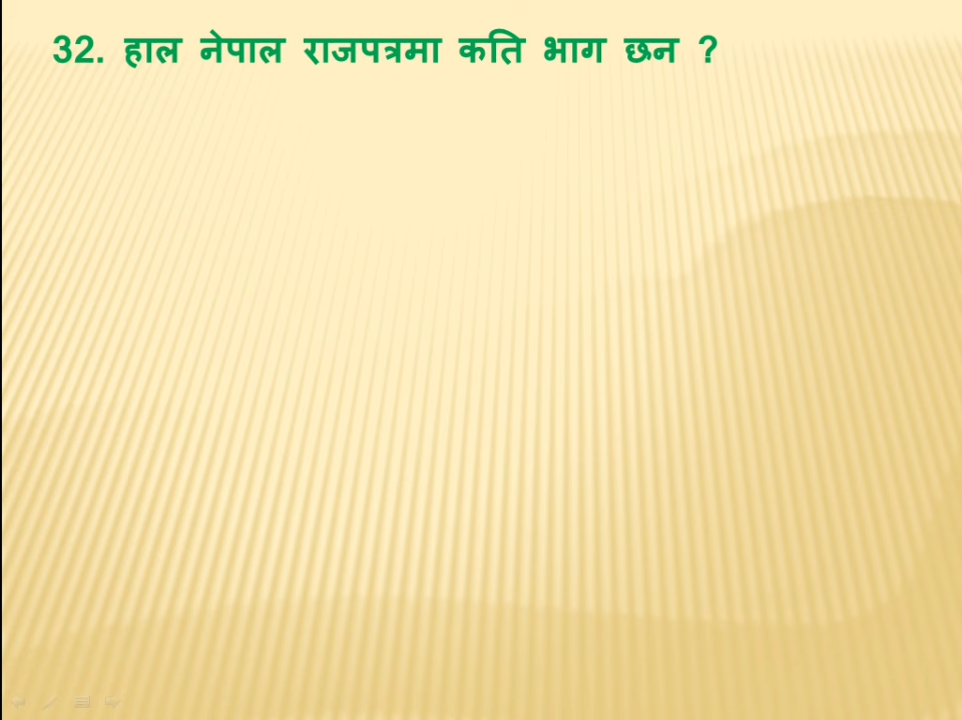 32. हाल नेपाल राजपत्रमा कति भाग छन ?